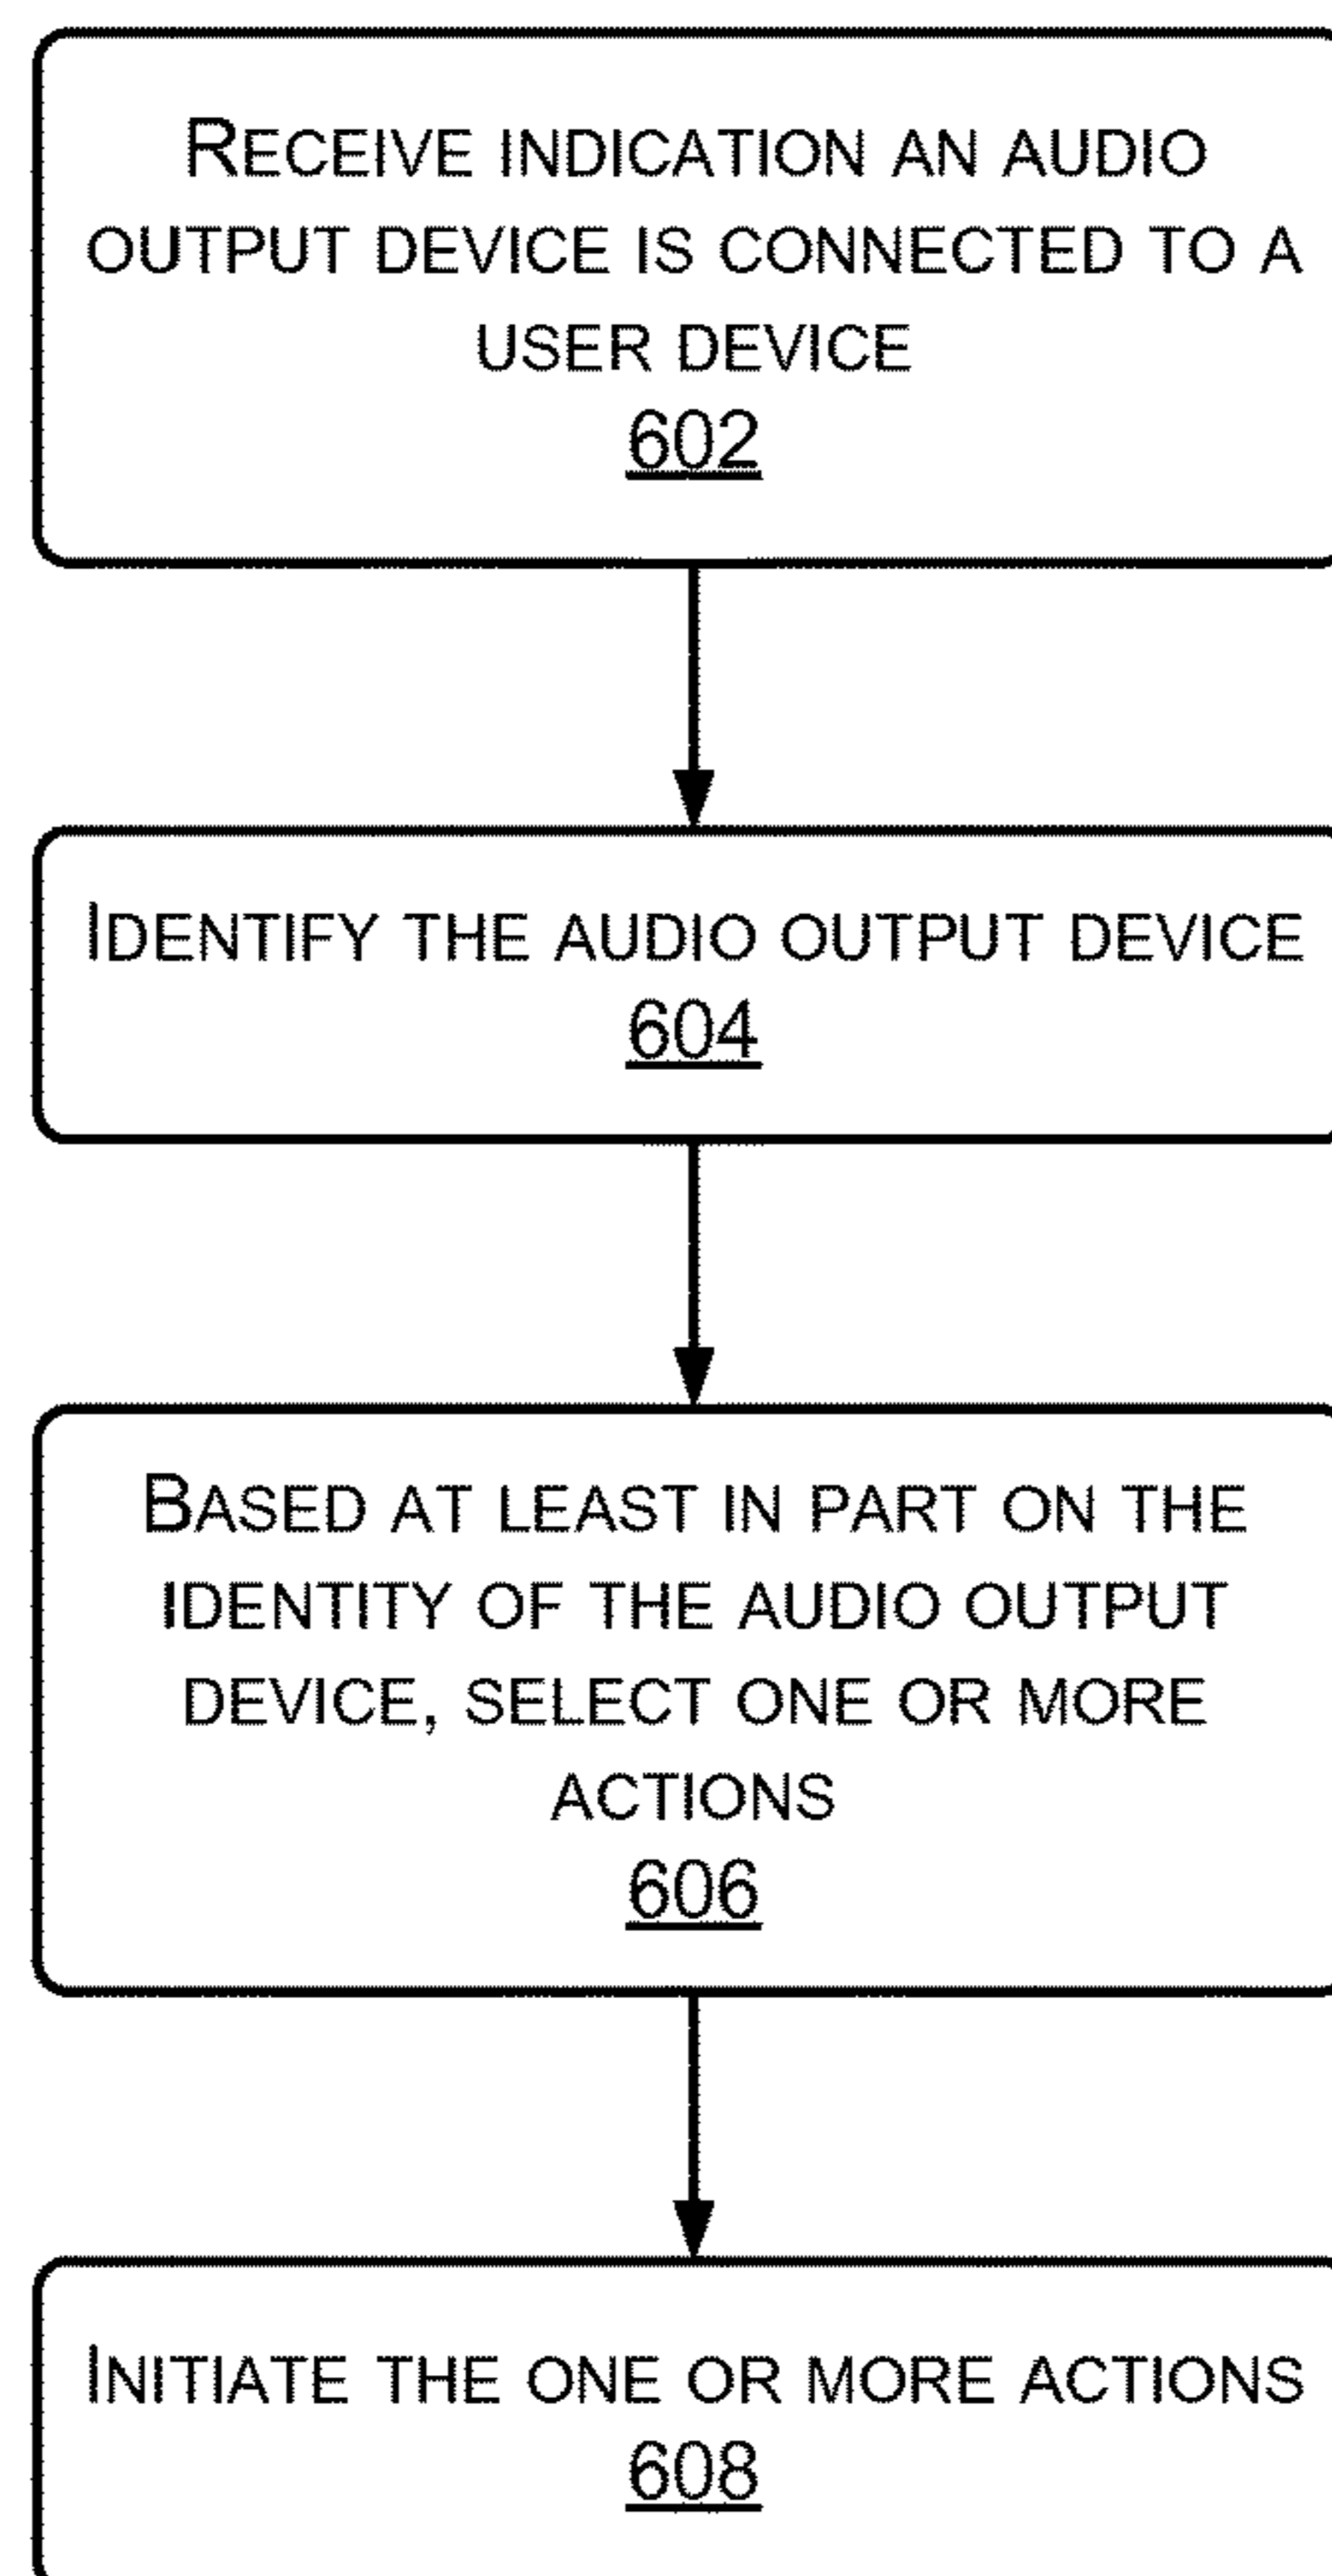 RECEIVE INDICATION AN AUDIO
OUTPUT DEVICE IS CONNECTED TO A
USER DEVICE
602
IDENTIFY THE AUDIO OUTPUT DEVICE
604
BASED AT LEAST IN PART ON THE
IDENTITY OF THE AUDIO OUTPUT
DEVICE, SELECT ONE OR MORE
ACTIONS
606
INITIATE THE ONE OR MORE ACTIONS
608